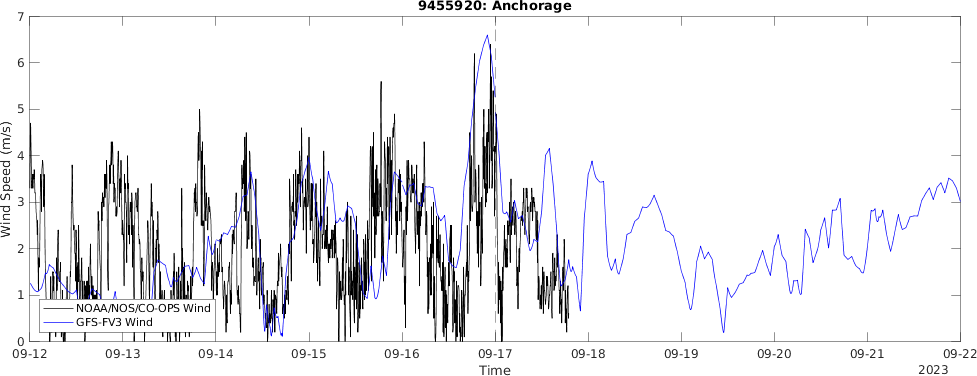 9455920: Anchorage
7
6
5
4
3
2
1
0
Wind Speed (m/s)
NOAA/NOS/CO-OPS Wind
GFS-FV3 Wind
09-12 09-13 09-14 09-15 09-16 09-17 09-18 09-19 09-20 09-21 09-22
Time
2023